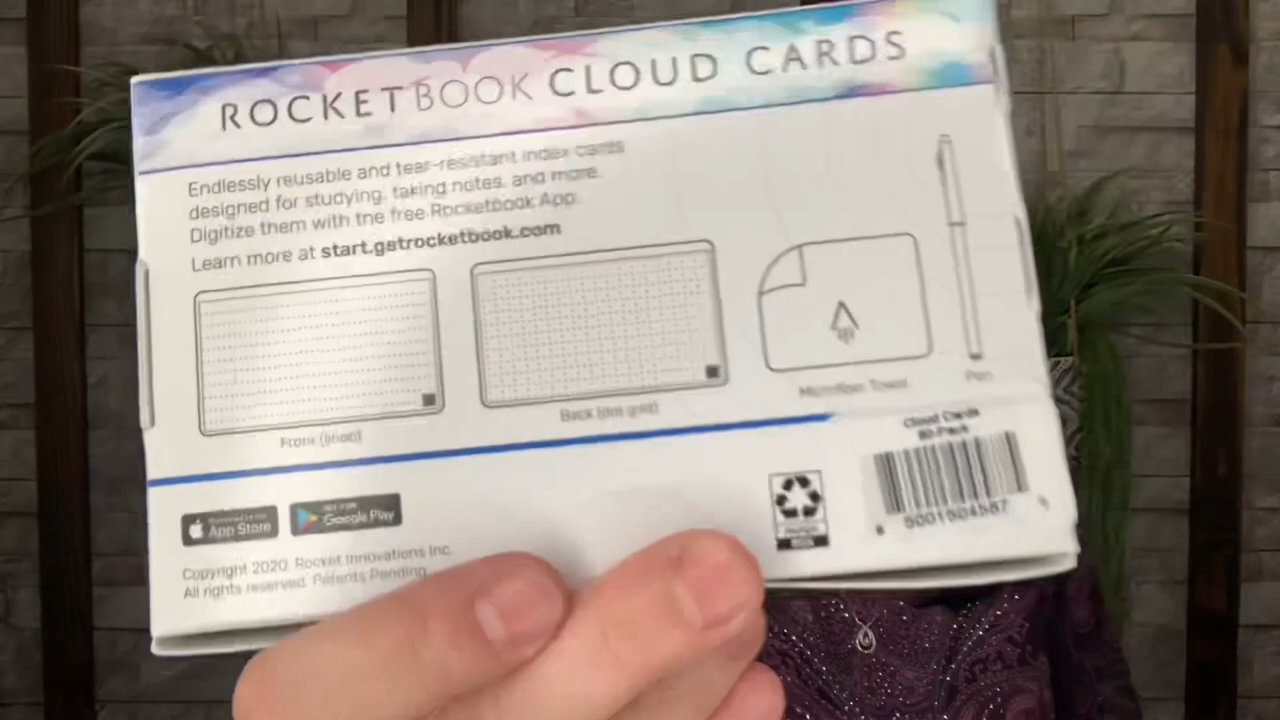 ROCKETBOOK CLOUD CARDS
Endlessly reusable and tear-resistant index cards
designed for studying, taking notes, and more.
Digitize them with the free Rocketbook App.
Learn more at start.getrocketbook.com
Front (lined)
Back (dot grid)
Microfiber Towel
Pen
Cloud Cards
App Store
Google Play
Copyright 2020. Rocket Innovations Inc.
All rights reserved. Patents Pending.